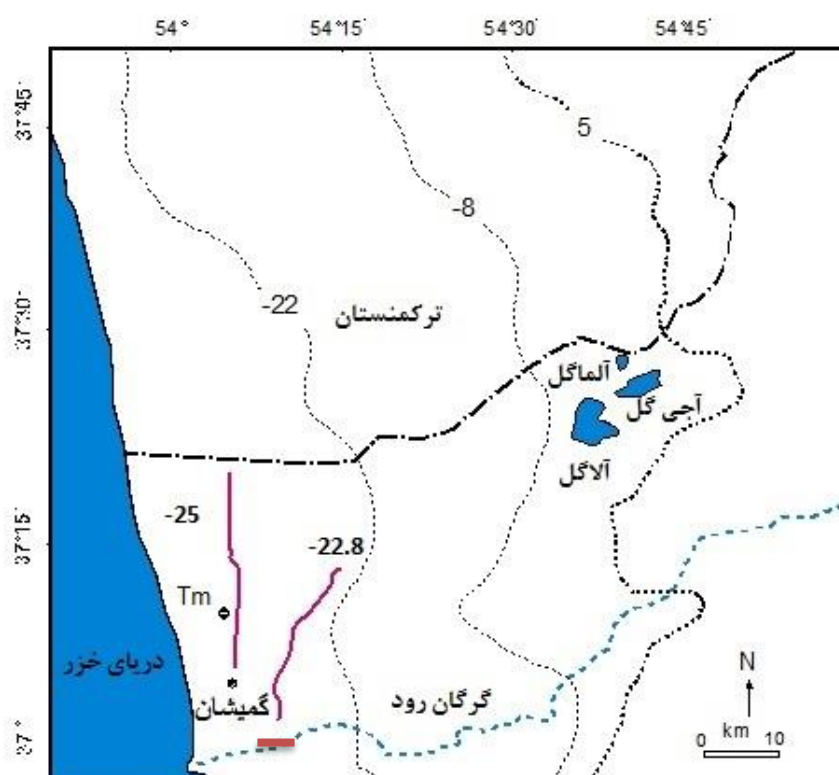 54°
54°15'
54°30'
54°45'
37°45'
5
-8
-22
ترکمنستان
37°30'
آلماگل
آجی گل
آلاگل
-25
37°15'
-22.8
Tm
دریای خزر
گمیشان
گرگان رود
N
km
37°
0
10